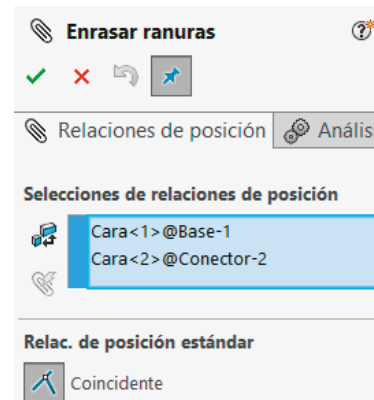 Enrasar ranuras
Relaciones de posición
Selecciones de relaciones de posición
Cara<1>@Base-1
Cara<2>@Conector-2
Relac. de posición estándar
Coincidente